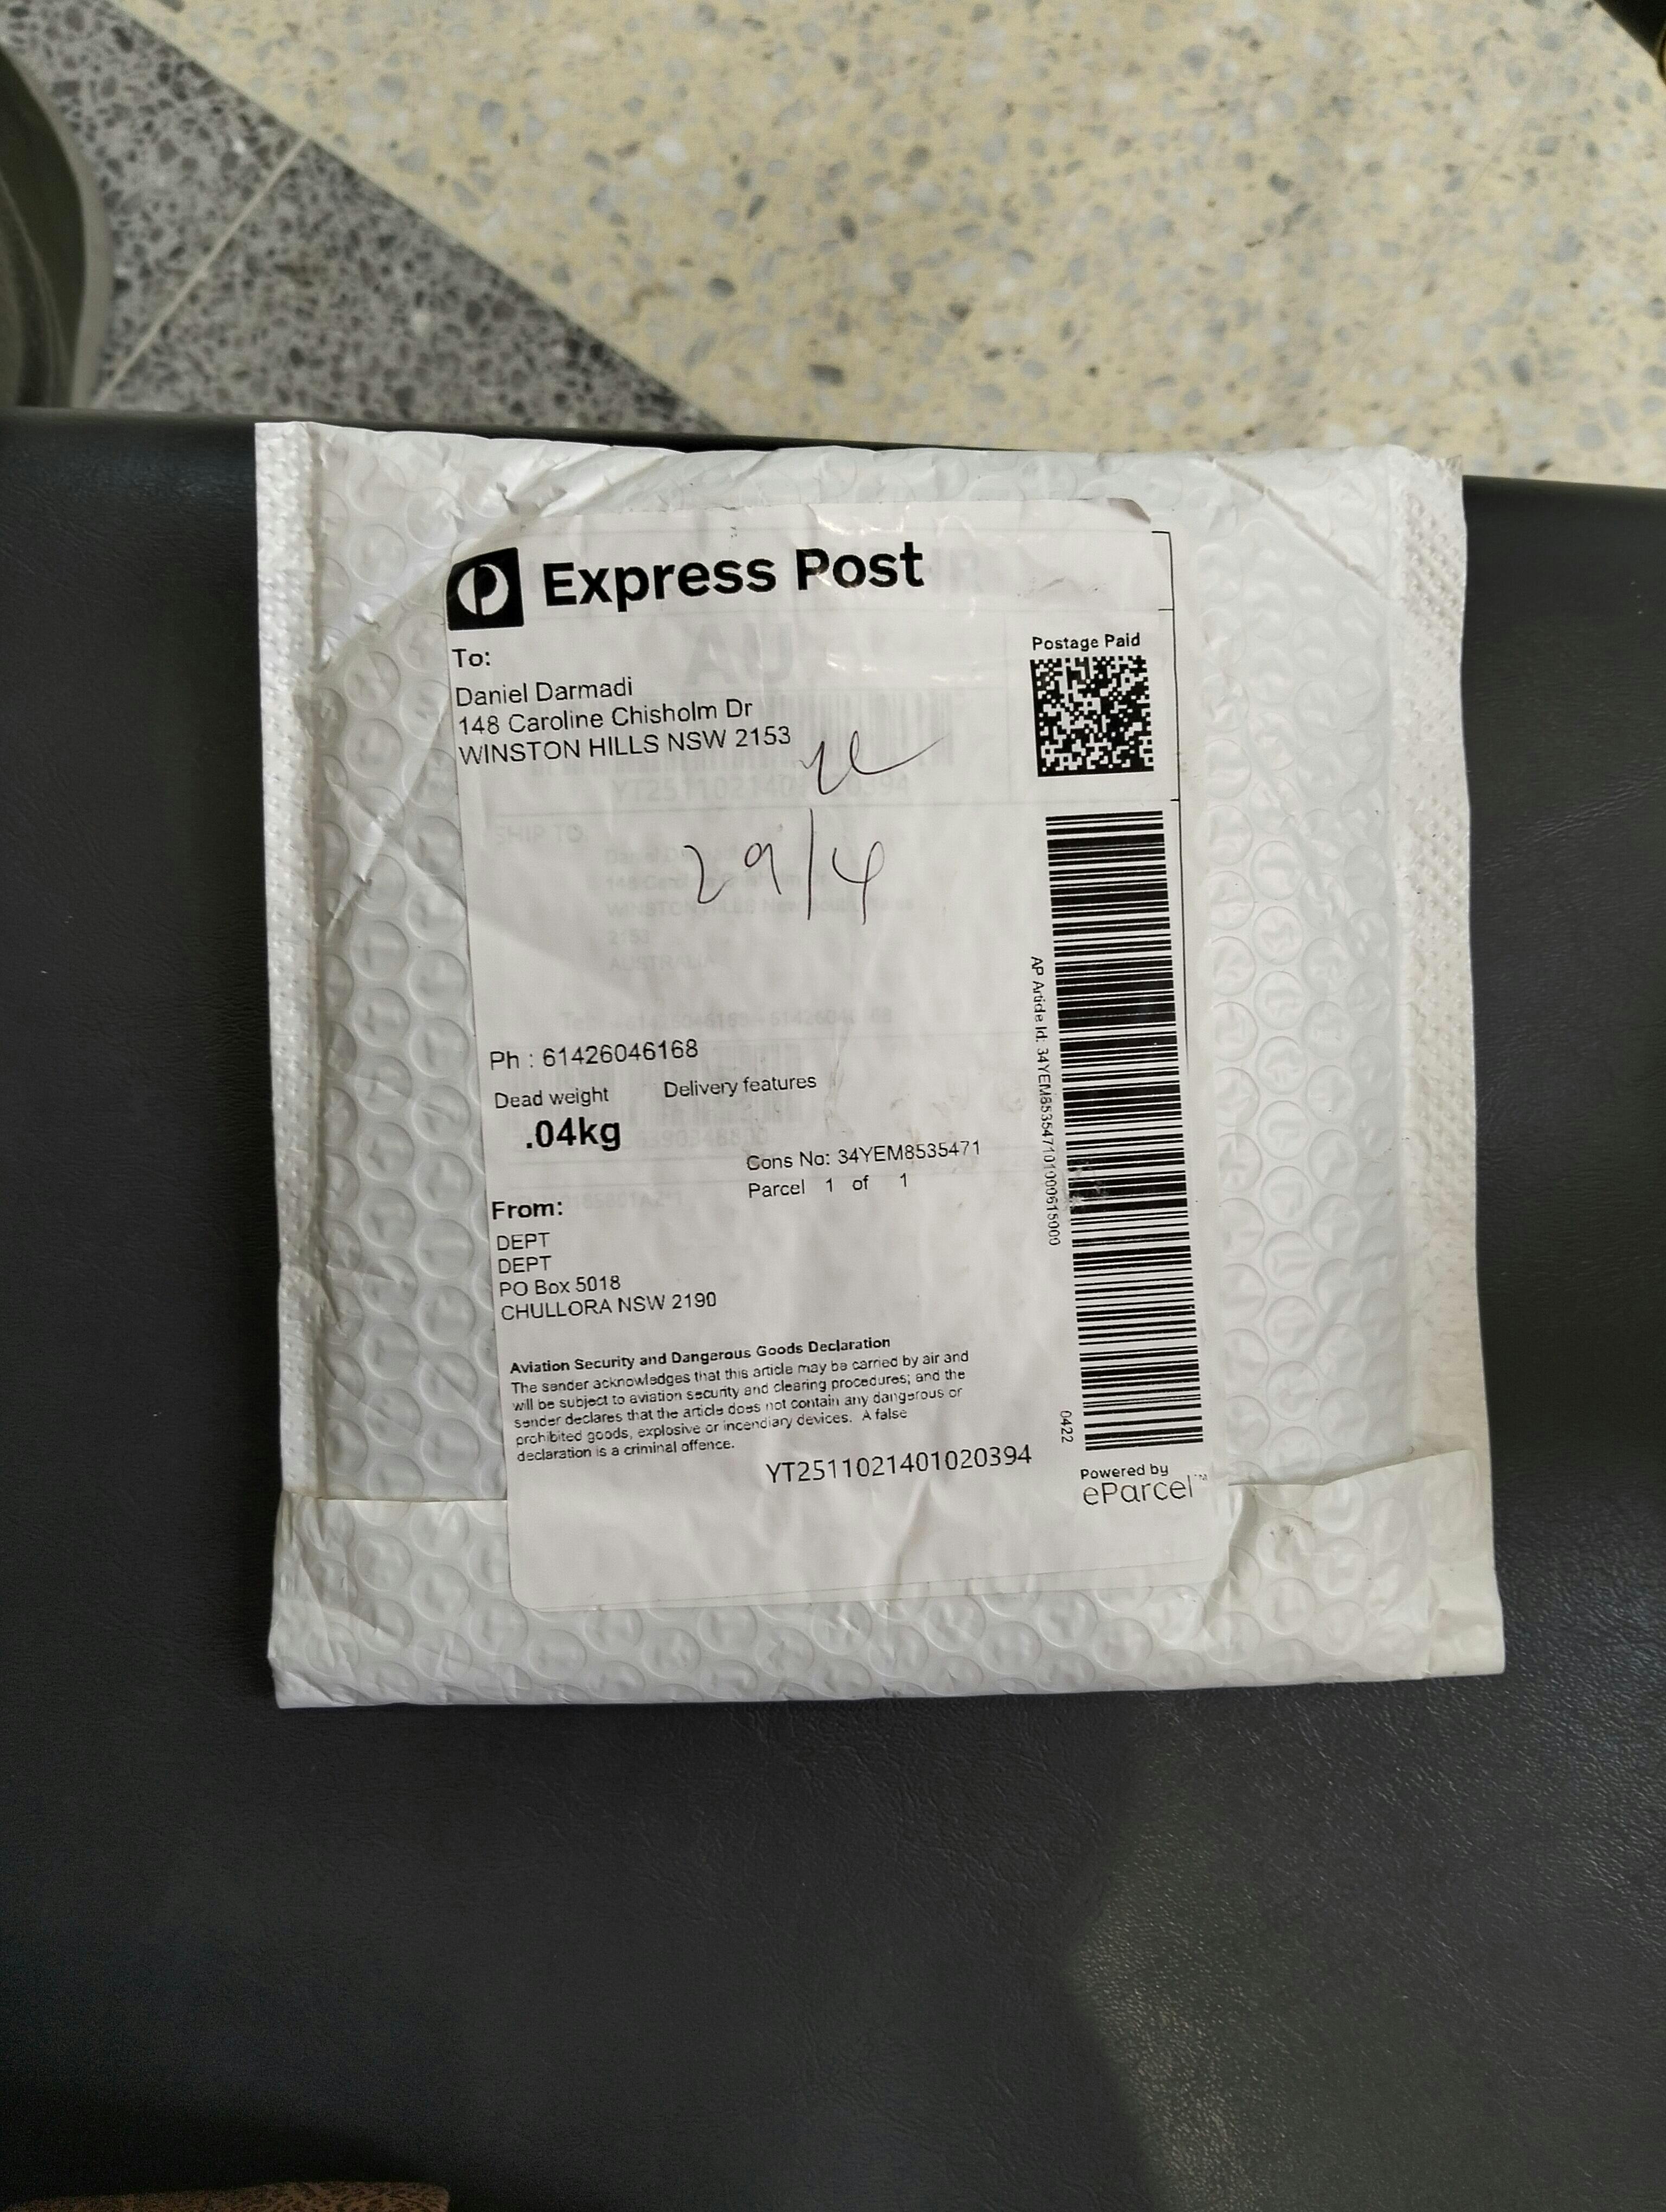 Express Post
To:
Daniel Darmadi
148 Caroline Chisholm Dr
WINSTON HILLS NSW 2153
Postage Paid
29/4
Ph : 61426046168
Dead weight Delivery features
.04kg
Cons No: 34YEM8535471
Parcel 1 of 1
From:
DEPT
DEPT
PO Box 5018
CHULLORA NSW 2190
Aviation Security and Dangerous Goods Declaration
The sender acknowledges that this article may be carried by air and
will be subject to aviation security and clearing procedures; and the
sender declares that the article does not contain any dangerous or
prohibited goods, explosive or incendiary devices. A false
declaration is a criminal offence.
YT2511021401020394
AP Article Id: 34YEM853547101000615000
0422
Powered by
eParcel™